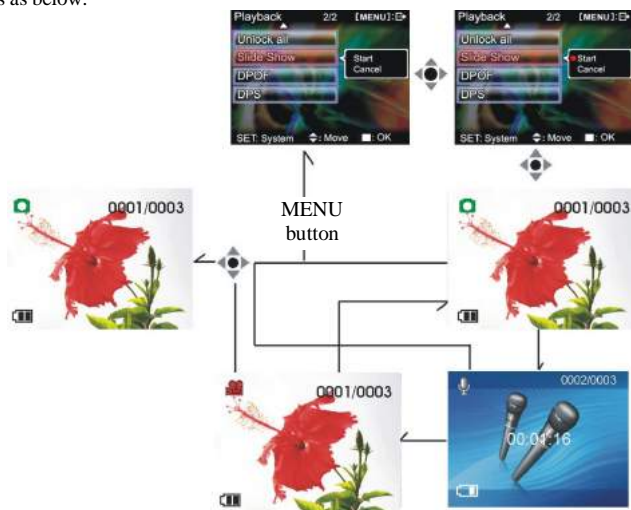 s as below:
Playback 2/2 [MENU]:
Unlock all
Slide Show
DPOF
DPS
Start
Cancel
SET: System : Move : OK
Playback 2/2 [MENU]:
Unlock all
Slide Show
DPOF
DPS
Start
Cancel
SET: System : Move : OK
0001/0003
MENU
button
0001/0003
0001/0003
0002/0003
00:01:16